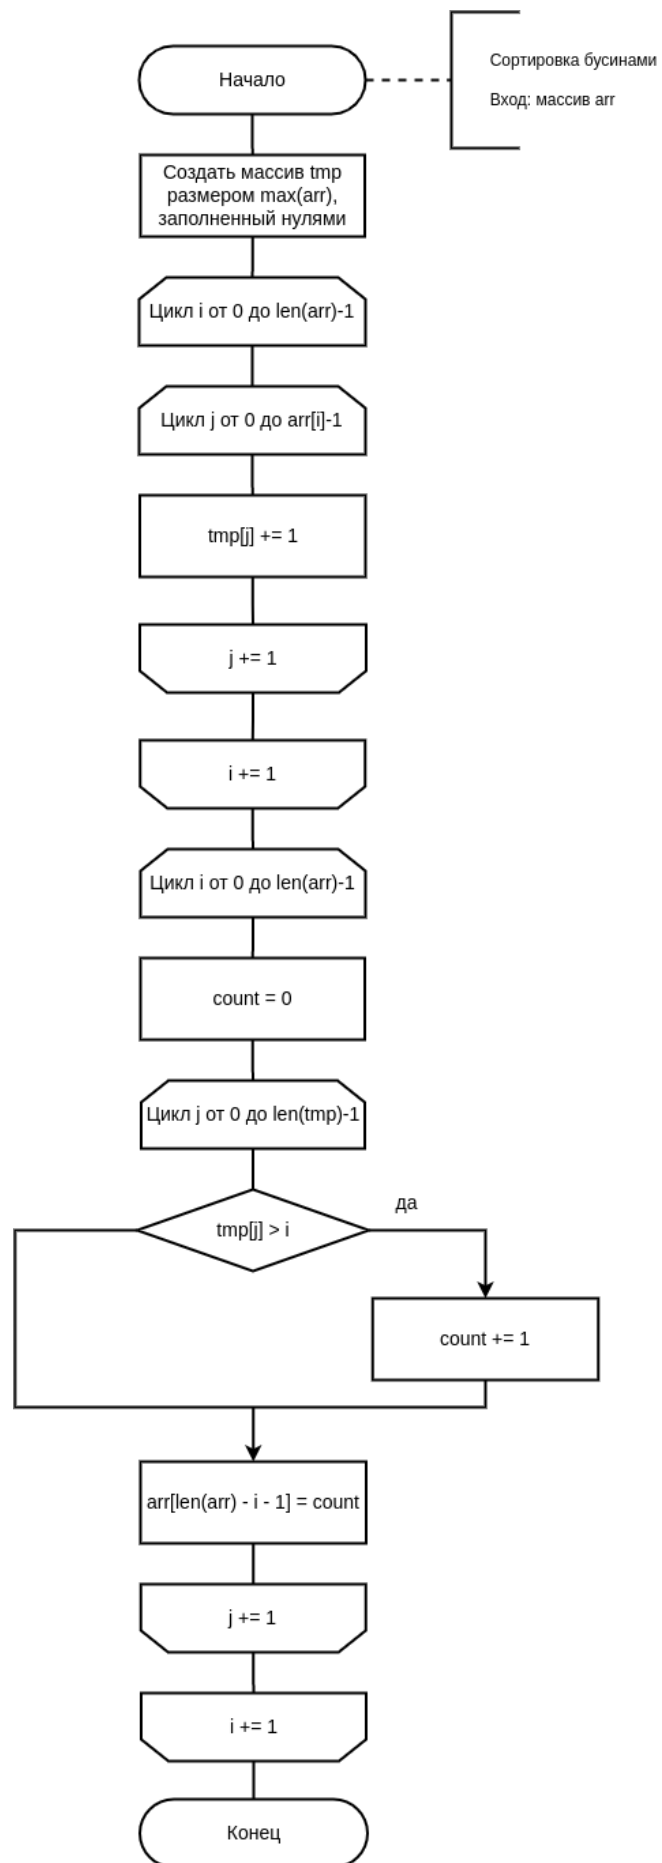 Начало
Сортировка бусинами
Вход: массив arr
Создать массив tmp
размером max(arr),
заполненный нулями
Цикл i от 0 до len(arr)-1
Цикл j от 0 до arr[i]-1
tmp[j] += 1
j += 1
i += 1
Цикл i от 0 до len(arr)-1
count = 0
Цикл j от 0 до len(tmp)-1
да
tmp[j] > i
count += 1
arr[len(arr) - i - 1] = count
j += 1
i += 1
Конец